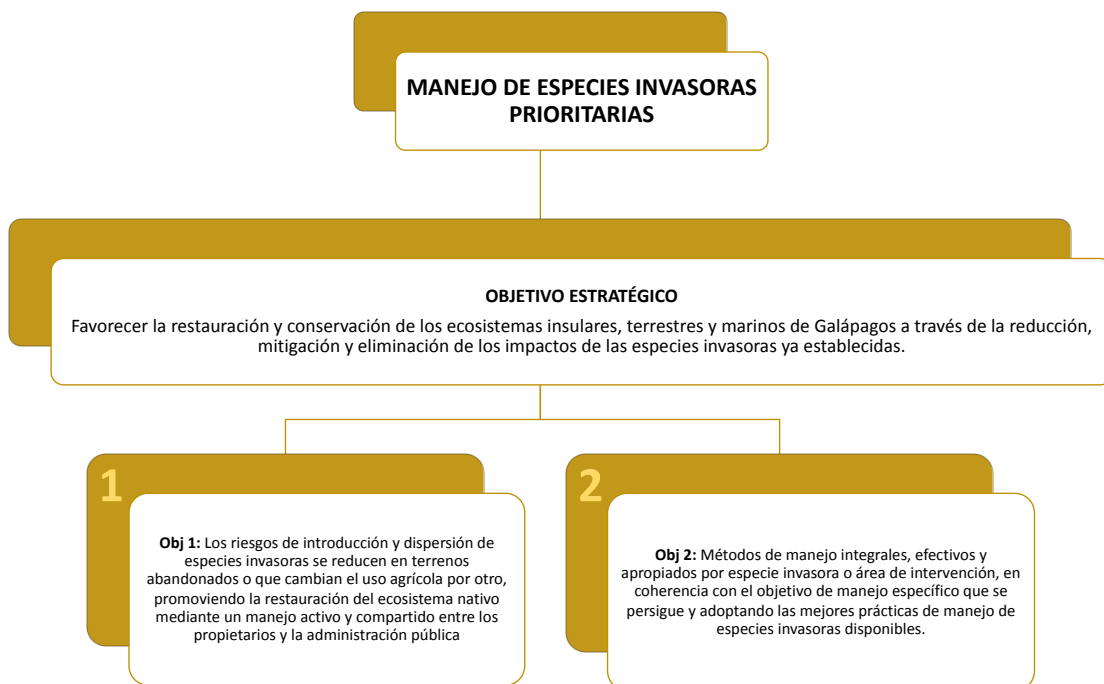 MANEJO DE ESPECIES INVASORAS
PRIORITARIAS
OBJETIVO ESTRATÉGICO
Favorecer la restauración y conservación de los ecosistemas insulares, terrestres y marinos de Galápagos a través de la reducción,
mitigación y eliminación de los impactos de las especies invasoras ya establecidas.
1
Obj 1: Los riesgos de introducción y dispersión de
especies invasoras se reducen en terrenos
abandonados o que cambian el uso agrícola por otro,
promoviendo la restauración del ecosistema nativo
mediante un manejo activo y compartido entre los
propietarios y la administración pública
2
Obj 2: Métodos de manejo integrales, efectivos y
apropiados por especie invasora o área de intervención, en
coherencia con el objetivo de manejo específico que se
persigue y adoptando las mejores prácticas de manejo de
especies invasoras disponibles.